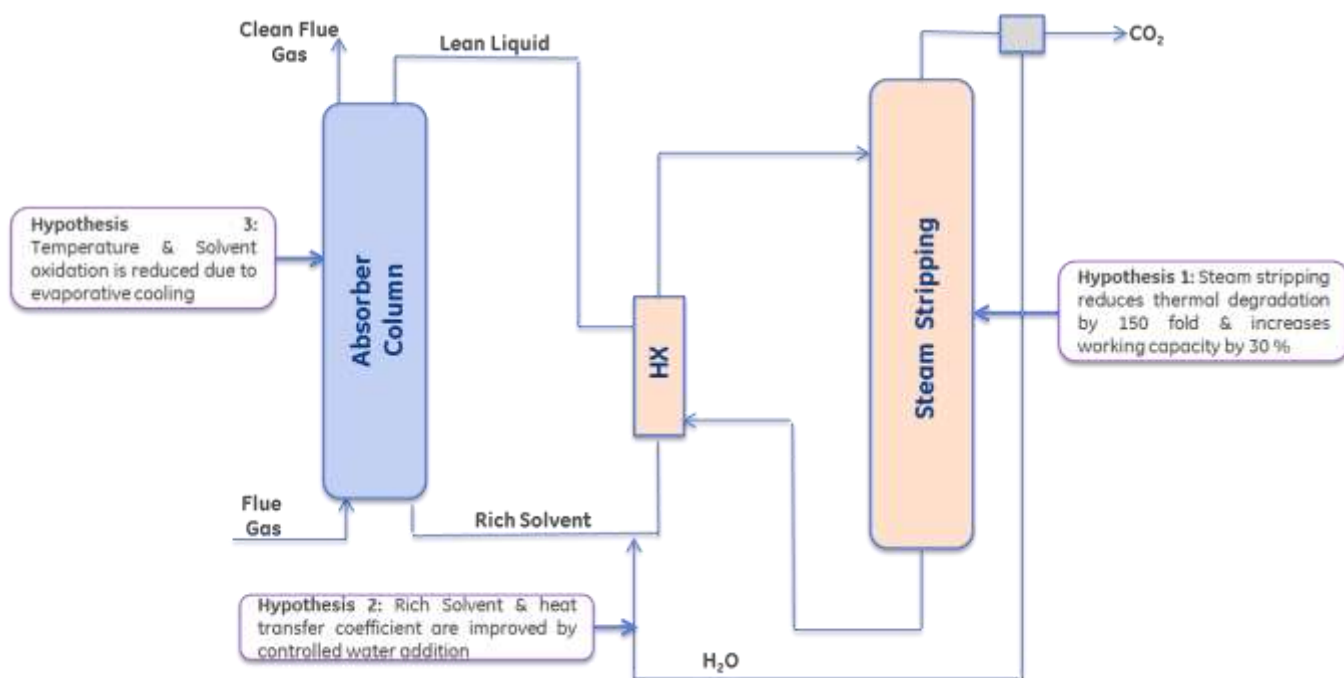 Clean Flue
Gas
Lean Liquid
CO₂
Hypothesis 3:
Temperature & Solvent
oxidation is reduced due to
evaporative cooling
Absorber
Column
HX
Steam Stripping
Hypothesis 1: Steam stripping
reduces thermal degradation
by 150 fold & increases
working capacity by 30 %
Flue
Gas
Rich Solvent
Hypothesis 2: Rich Solvent & heat
transfer coefficient are improved by
controlled water addition
H₂O